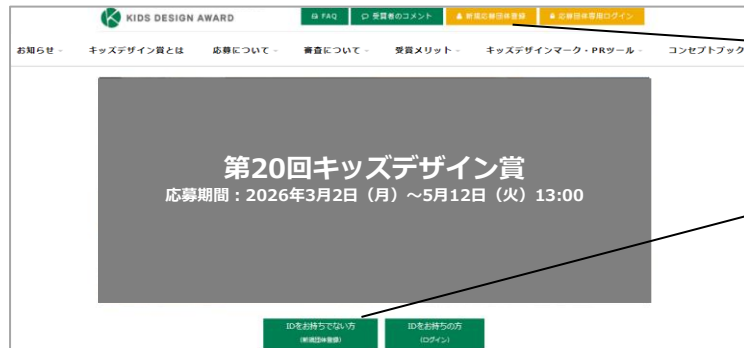 KIDS DESIGN AWARD
FAQ
受賞者のコメント
新規応募団体登録
応募団体専用ログイン
お知らせ
キッズデザイン賞とは
応募について
審査について
受賞メリット
キッズデザインマーク・PRツール
コンセプトブック
第20回キッズデザイン賞
応募期間：2026年3月2日（月）～5月12日（火）13:00
IDをお持ちでない方
(新規団体登録)
IDをお持ちの方
(ログイン)